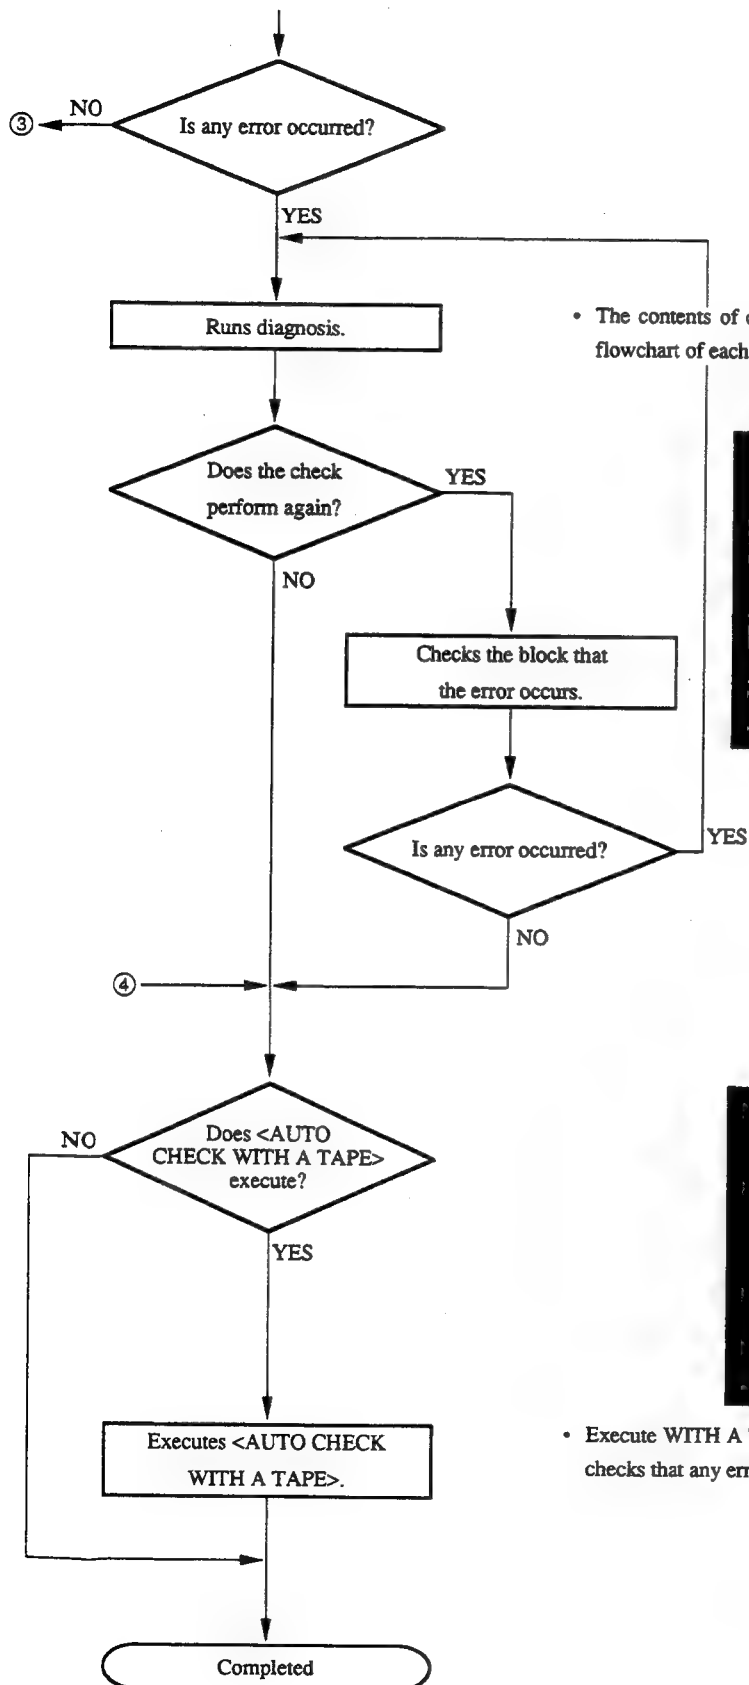 Is any error occurred?
NO
③
YES
Runs diagnosis.
• The contents of
flowchart of each
Does the check
perform again?
YES
NO
Checks the block that
the error occurs.
Is any error occurred?
YES
NO
④
Does <AUTO
CHECK WITH A TAPE>
execute?
NO
YES
Executes <AUTO CHECK
WITH A TAPE>.
• Execute WITH A
checks that any
Completed